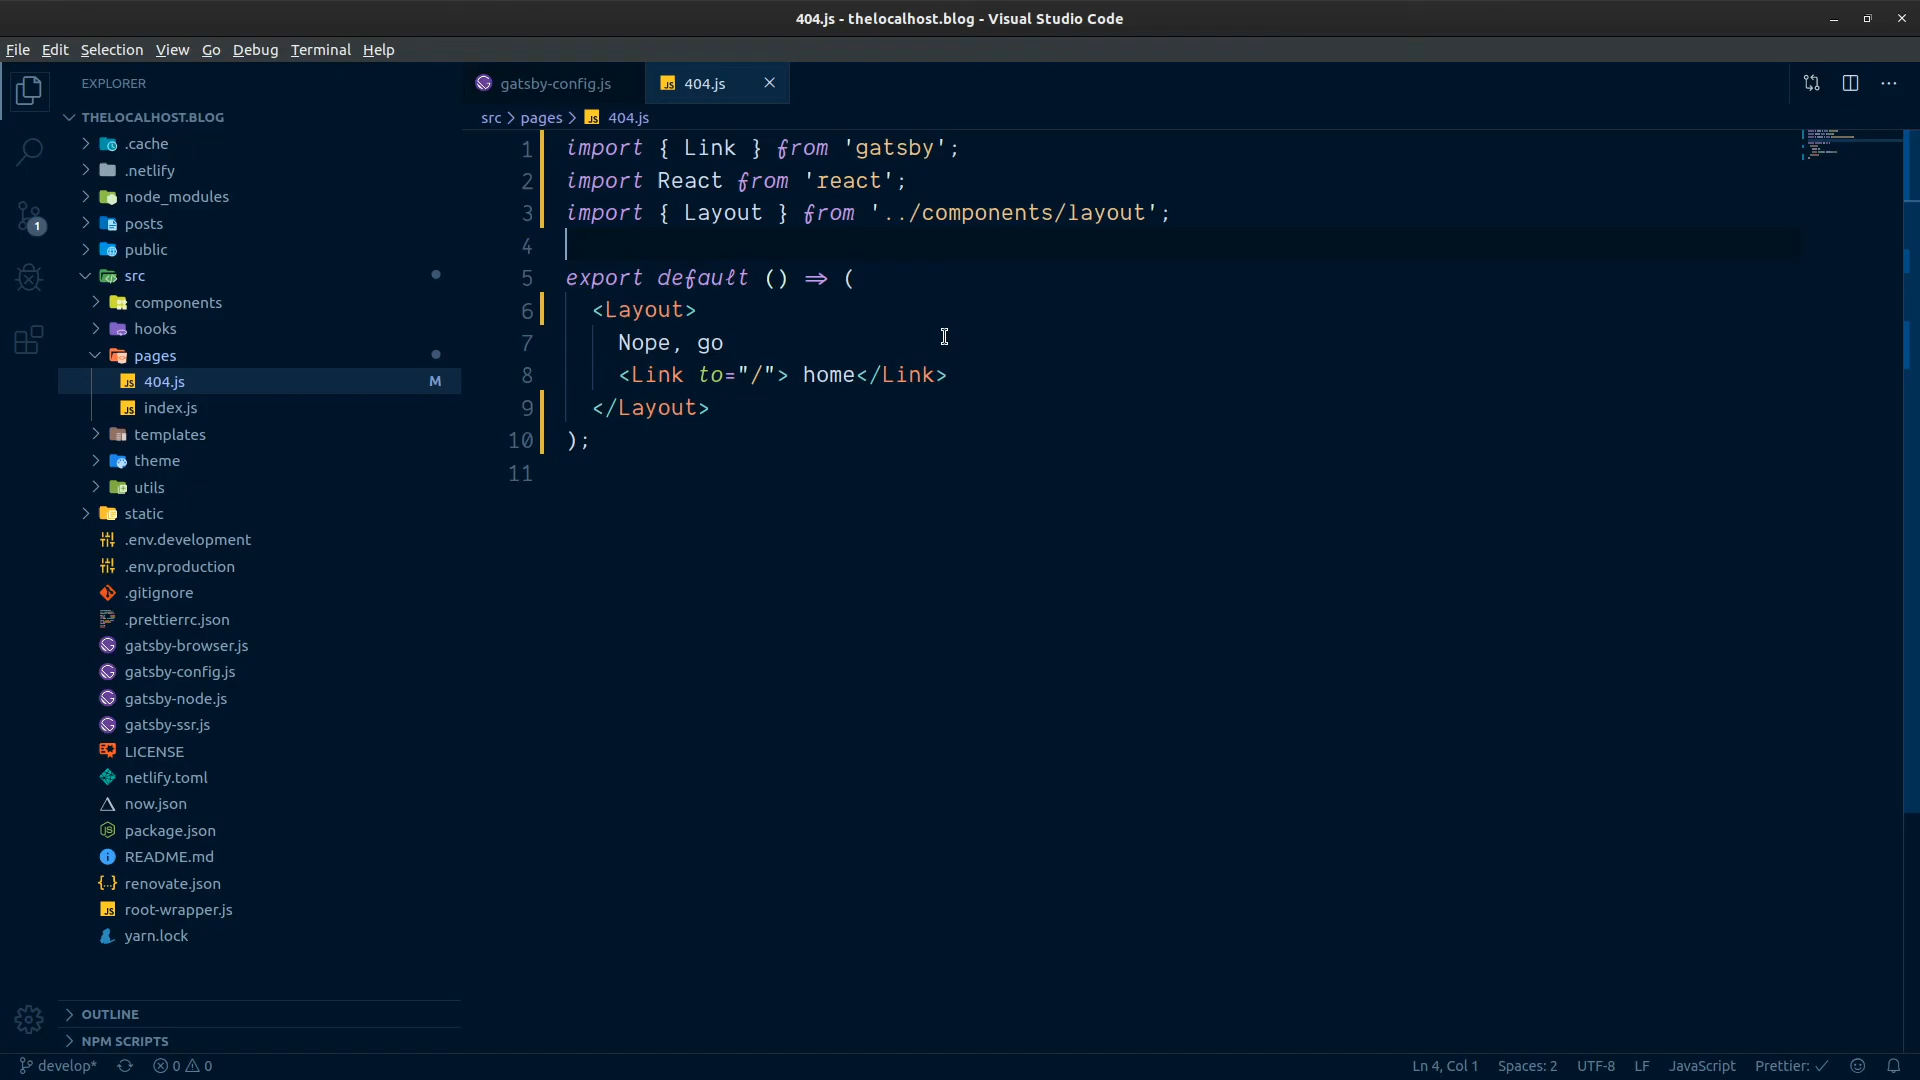 404.js - thelocalhost.blog - Visual Studio Code
File Edit Selection View Go Debug Terminal Help
EXPLORER
THELOCALHOST.BLOG
.cache
.netlify
node_modules
posts
public
src
components
hooks
pages
JS 404.js M
JS index.js
templates
theme
utils
static
.env.development
.env.production
.gitignore
.prettierrc.json
gatsby-browser.js
gatsby-config.js
gatsby-node.js
gatsby-ssr.js
LICENSE
netlify.toml
now.json
package.json
README.md
renovate.json
JS root-wrapper.js
yarn.lock
OUTLINE
NPM SCRIPTS
1
gatsby-config.js JS 404.js
src > pages > JS 404.js
1 import { Link } from 'gatsby';
2 import React from 'react';
3 import { Layout } from '../components/layout';
4
5 export default () => (
6 <Layout>
7 Nope, go
8 <Link to="/"> home</Link>
9 </Layout>
10 );
11
develop* 0 0 Ln 4, Col 1 Spaces: 2 UTF-8 LF JavaScript Prettier: ✓